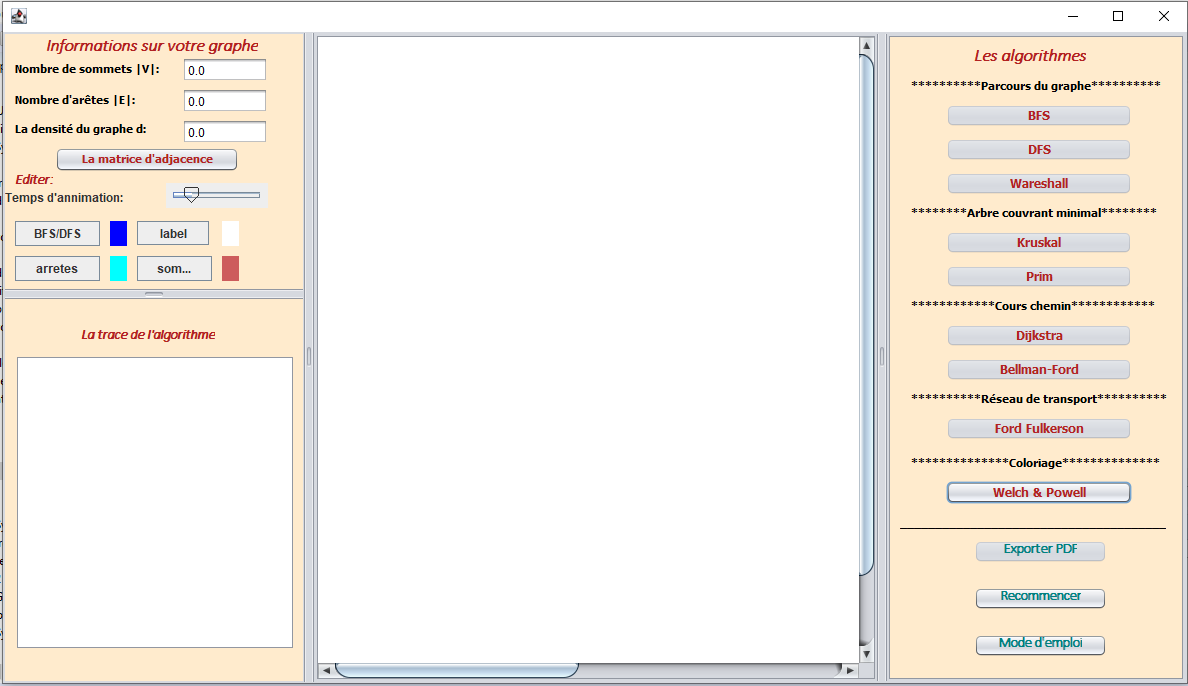 Informations sur votre graphe
Nombre de sommets |V|: 0.0
Nombre d'arêtes |E|: 0.0
La densité du graphe d: 0.0
La matrice d'adjacence
Editer:
Temps d'annimation:
BFS/DFS label
arretes som...
La trace de l'algorithme
Les algorithmes
**********Parcours du graphe**********
BFS
DFS
Wareshall
********Arbre couvrant minimal********
Kruskal
Prim
************Cours chemin************
Dijkstra
Bellman-Ford
**********Réseau de transport**********
Ford Fulkerson
**************Coloriage**************
Welch & Powell
Exporter PDF
Recommencer
Mode d'emploi